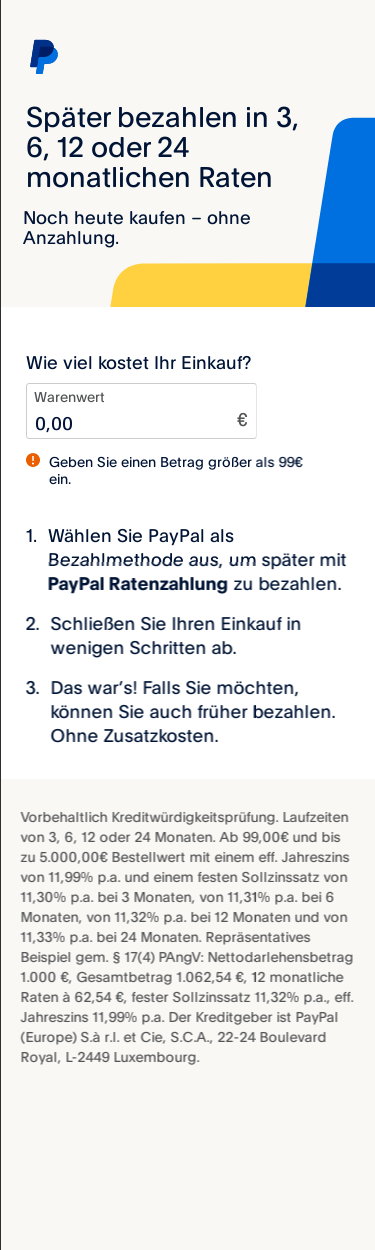 Später bezahlen in 3,
6, 12 oder 24
monatlichen Raten
Noch heute kaufen – ohne
Anzahlung.
Wie viel kostet Ihr Einkauf?
Warenwert
0,00 €
Geben Sie einen Betrag größer als 99€
ein.
1. Wählen Sie PayPal als
Bezahlmethode aus, um später mit
PayPal Ratenzahlung zu bezahlen.
2. Schließen Sie Ihren Einkauf in
wenigen Schritten ab.
3. Das war’s! Falls Sie möchten,
können Sie auch früher bezahlen.
Ohne Zusatzkosten.
Vorbehaltlich Kreditwürdigkeitsprüfung. Laufzeiten
von 3, 6, 12 oder 24 Monaten. Ab 99,00€ und bis
zu 5.000,00€ Bestellwert mit einem eff. Jahreszins
von 11,99% p.a. und einem festen Sollzinssatz von
11,30% p.a. bei 3 Monaten, von 11,31% p.a. bei 6
Monaten, von 11,32% p.a. bei 12 Monaten und von
11,33% p.a. bei 24 Monaten. Repräsentatives
Beispiel gem. § 17(4) PAngV: Nettodarlehensbetrag
1.000 €, Gesamtbetrag 1.062,54 €, 12 monatliche
Raten à 62,54 €, fester Sollzinssatz 11,32% p.a., eff.
Jahreszins 11,99% p.a. Der Kreditgeber ist PayPal
(Europe) S.à r.l. et Cie, S.C.A., 22-24 Boulevard
Royal, L-2449 Luxembourg.